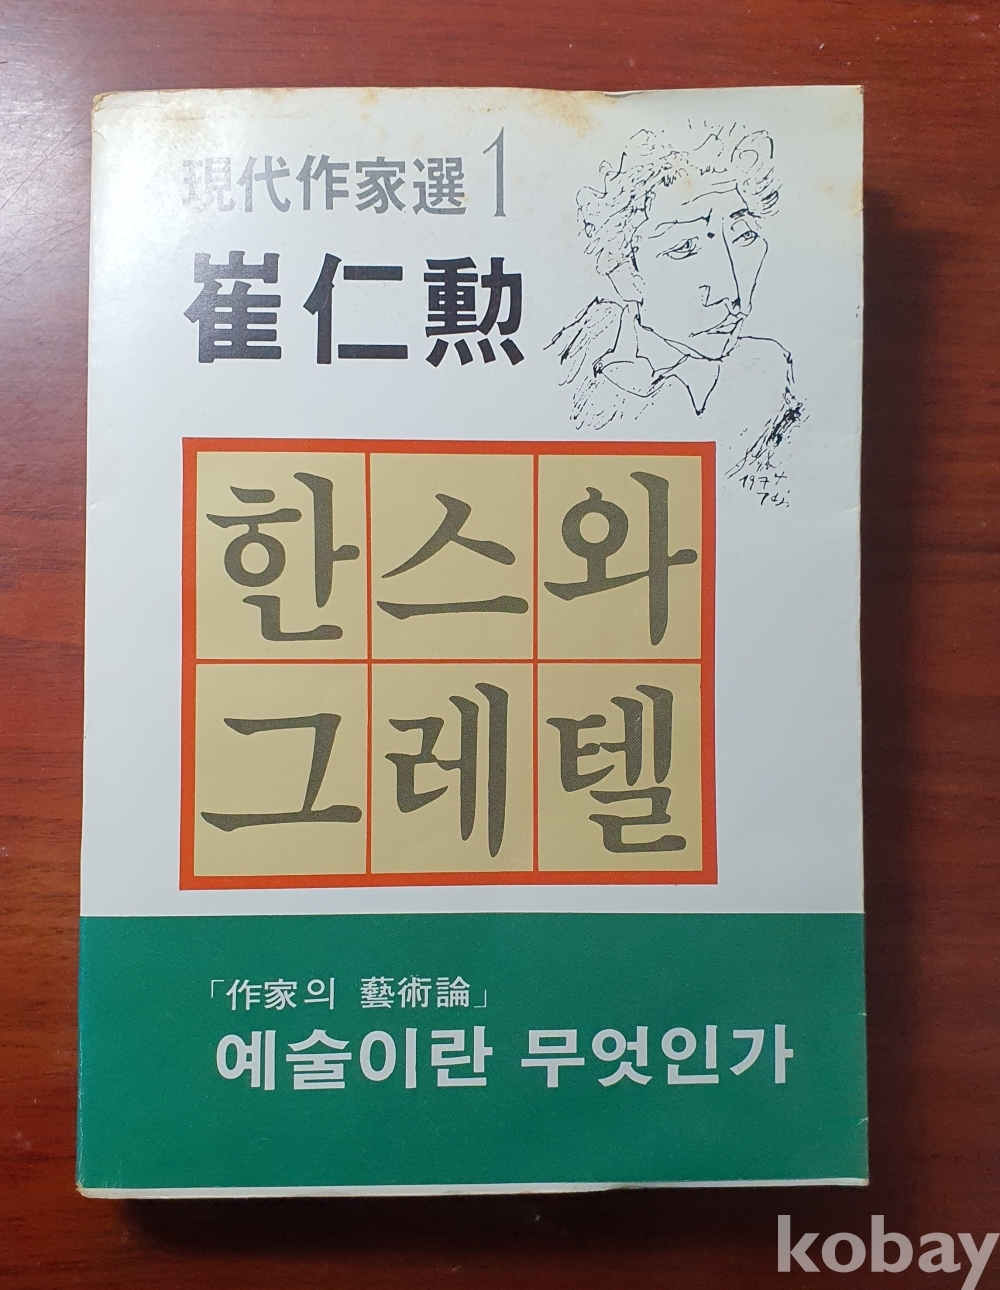 現代作家選 1
崔仁勳
한스와
그레텔
「作家의 藝術論」
예술이란 무엇인가
1974
kobay